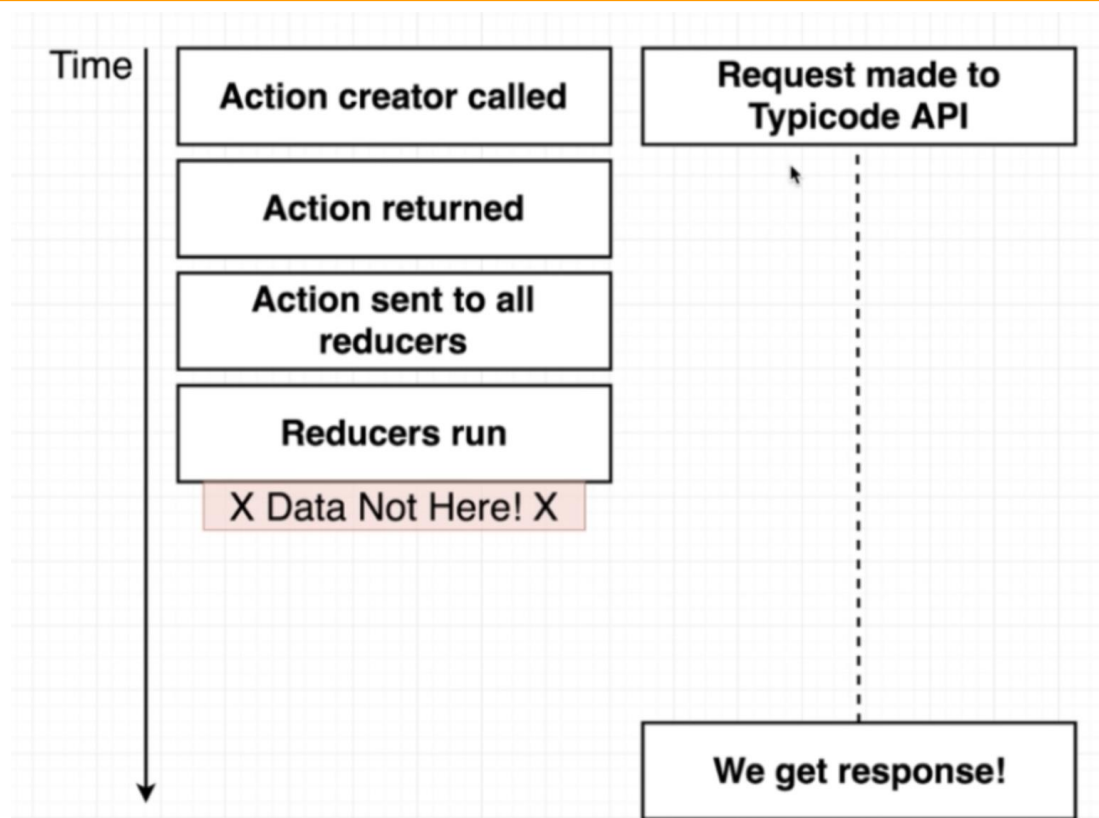 Time
Action creator called
Request made to
Typicode API
Action returned
Action sent to all
reducers
Reducers run
X Data Not Here! X
We get response!